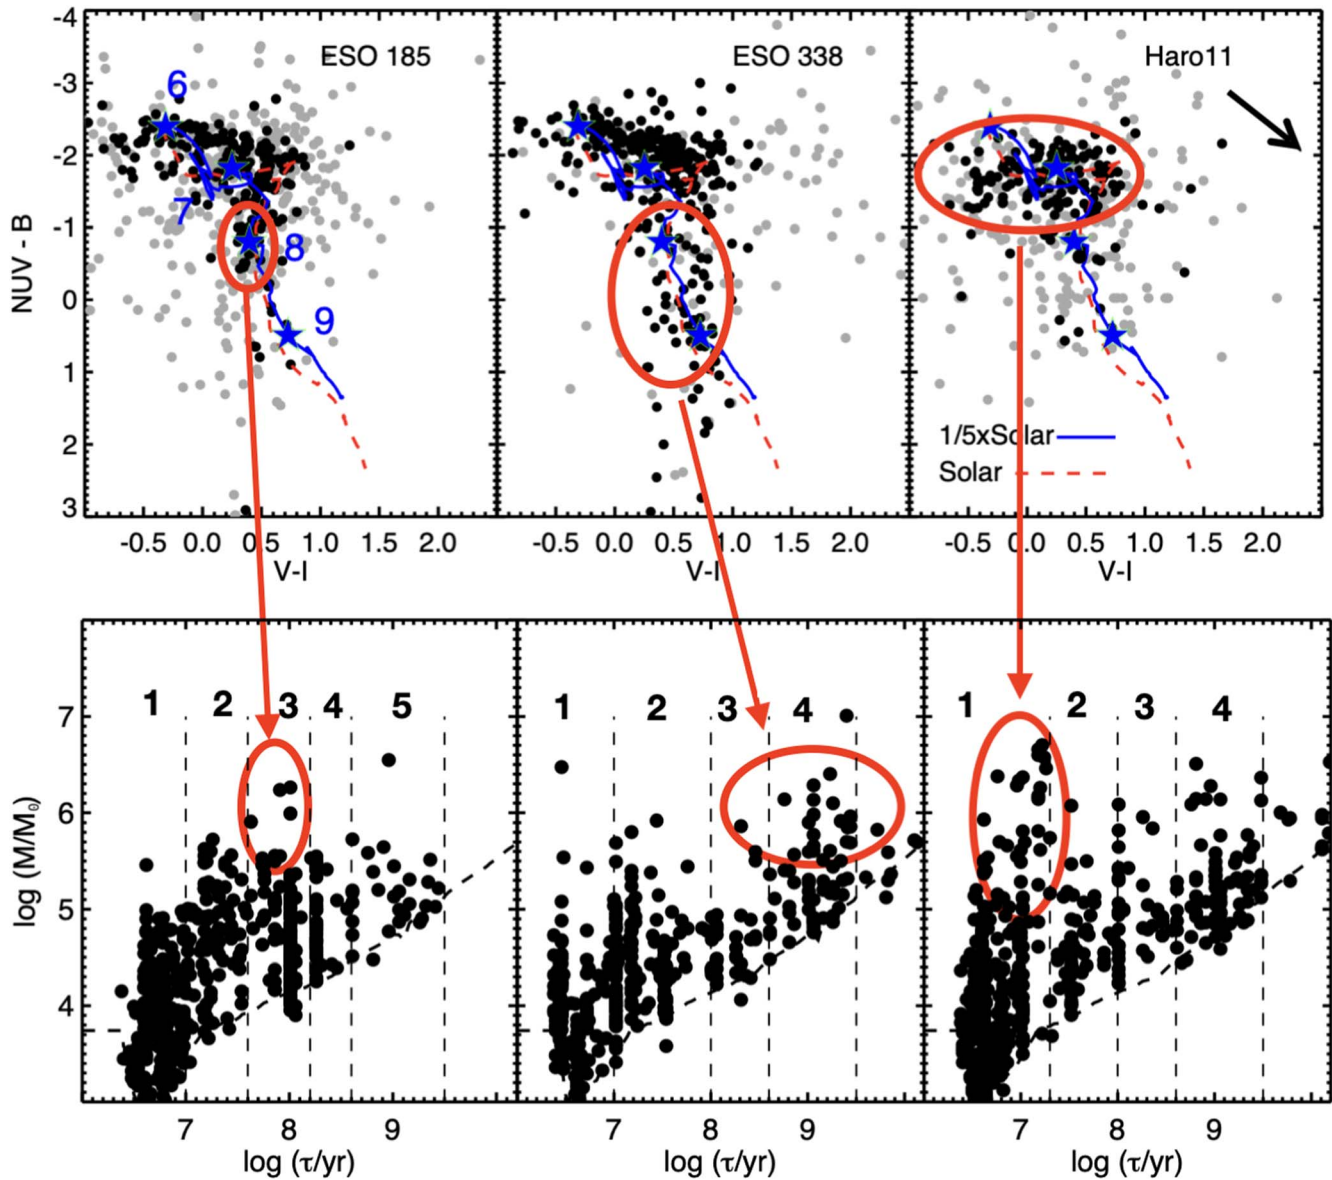 -4
-3
-2
-1
0
1
2
3
NUV - B
ESO 185
ESO 338
Haro11
6
7
8
9
1/5xSolar
Solar
-0.5 0.0 0.5 1.0 1.5 2.0
-0.5 0.0 0.5 1.0 1.5 2.0
-0.5 0.0 0.5 1.0 1.5 2.0
V-I
V-I
V-I
1 2 3 4 5
1 2 3 4
1 2 3 4
7
6
5
4
log (M/M⊙)
7 8 9
7 8 9
7 8 9
log (τ/yr)
log (τ/yr)
log (τ/yr)